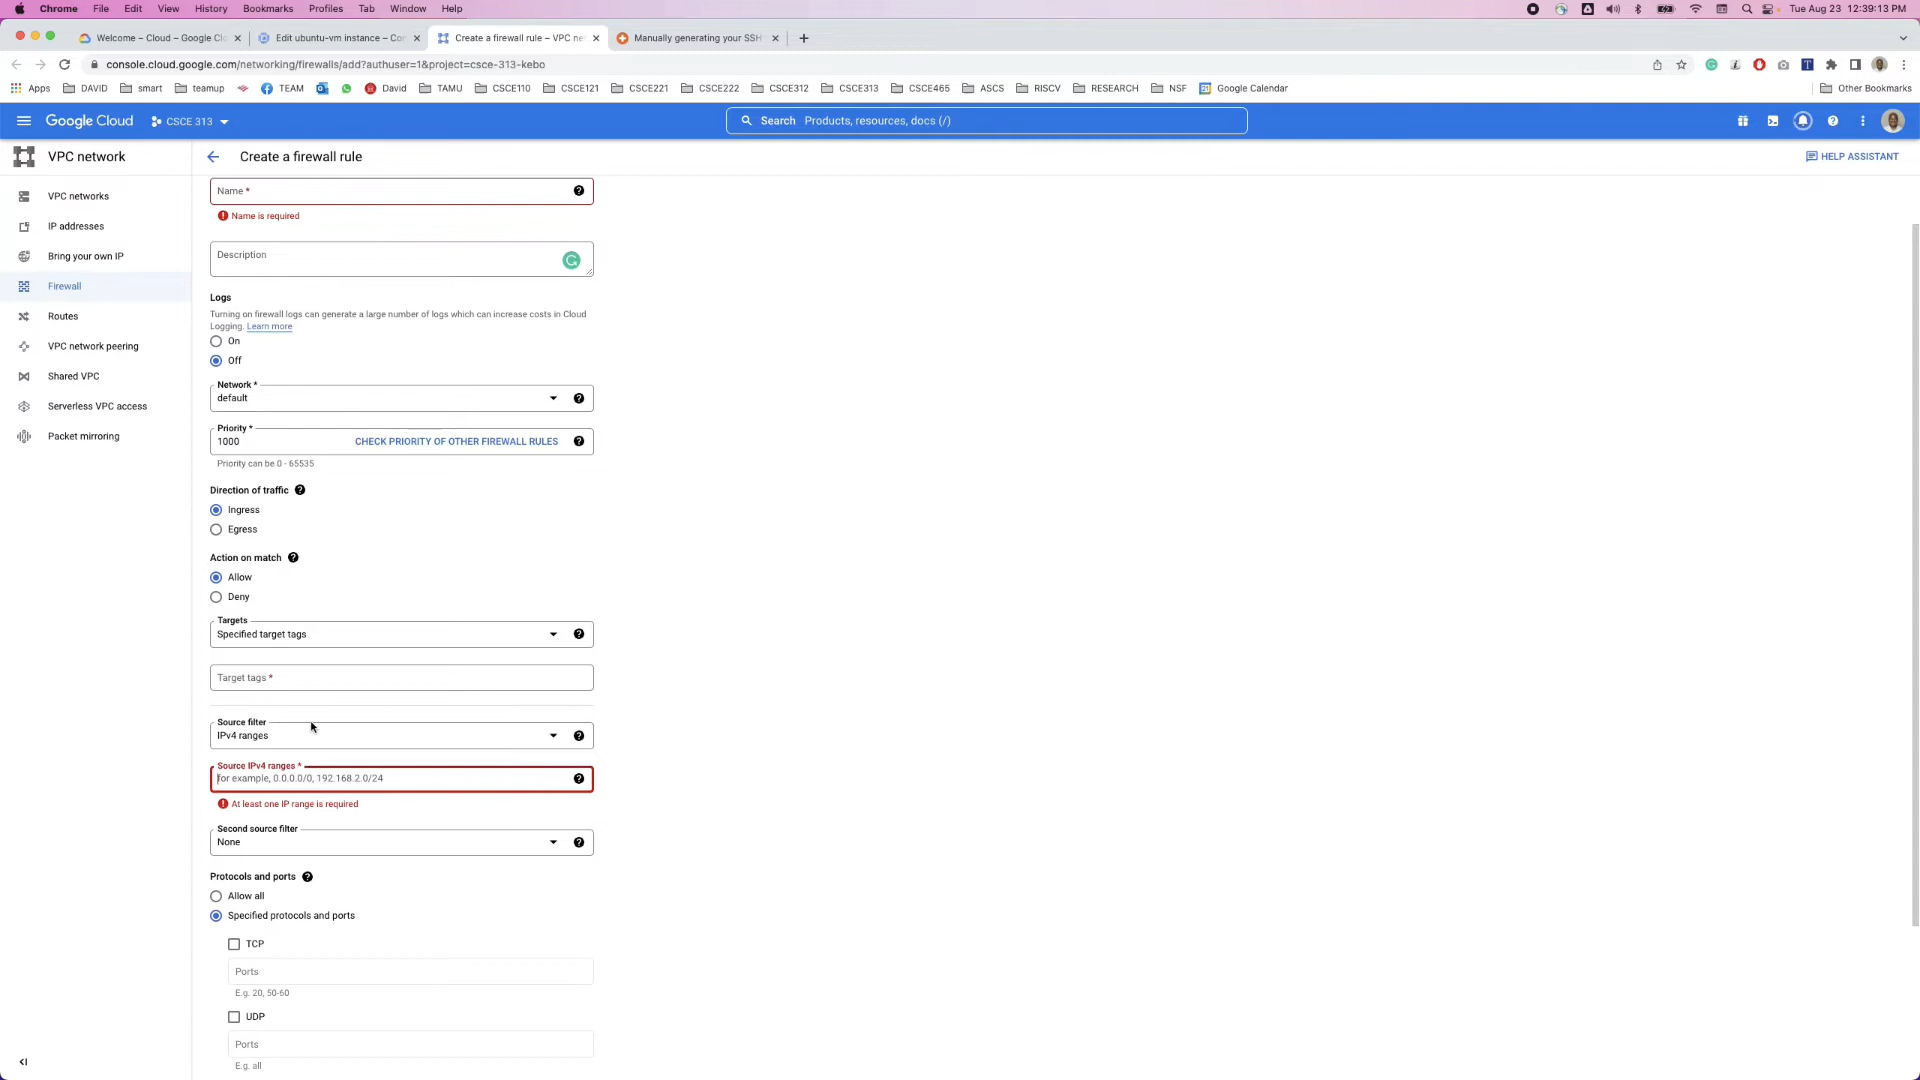 Chrome File Edit View History Bookmarks Profiles Tab Window Help Tue Aug 23 12:39:13 PM
Welcome – Cloud – Google Cl Edit ubuntu-vm instance – Co Create a firewall rule – VPC ne Manually generating your SSH
console.cloud.google.com/networking/firewalls/add?authuser=1&project=csce-313-kebo
Apps DAVID smart teamup TEAM David TAMU CSCE110 CSCE121 CSCE221 CSCE222 CSCE312 CSCE313 CSCE465 ASCS RISCV RESEARCH NSF Google Calendar Other Bookmarks
Google Cloud CSCE 313 Search Products, resources, docs (/)
VPC network Create a firewall rule HELP ASSISTANT
VPC networks
IP addresses
Bring your own IP
Firewall
Routes
VPC network peering
Shared VPC
Serverless VPC access
Packet mirroring
Name *
Name is required
Description
Logs
Turning on firewall logs can generate a large number of logs which can increase costs in Cloud
Logging. Learn more
On
Off
Network *
default
Priority *
1000 CHECK PRIORITY OF OTHER FIREWALL RULES
Priority can be 0 - 65535
Direction of traffic
Ingress
Egress
Action on match
Allow
Deny
Targets
Specified target tags
Target tags *
Source filter
IPv4 ranges
Source IPv4 ranges *
for example, 0.0.0.0/0, 192.168.2.0/24
At least one IP range is required
Second source filter
None
Protocols and ports
Allow all
Specified protocols and ports
TCP
Ports
E.g. 20, 50-60
UDP
Ports
E.g. all